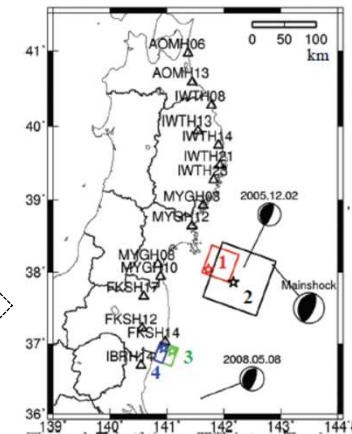 41°
40°
39°
38°
37°
36°
139°
140°
141°
142°
143°
144°
0 50 100
km
AOMH06
AOMH13
IWTH08
IWTH13
IWTH14
IWTH21
IWTH23
MYGH03
MYGH12
MYGH08
MYGH10
FKSH17
FKSH12
FKSH14
IBRH14
2005.12.02
Mainshock
2008.05.08
1
2
3
4